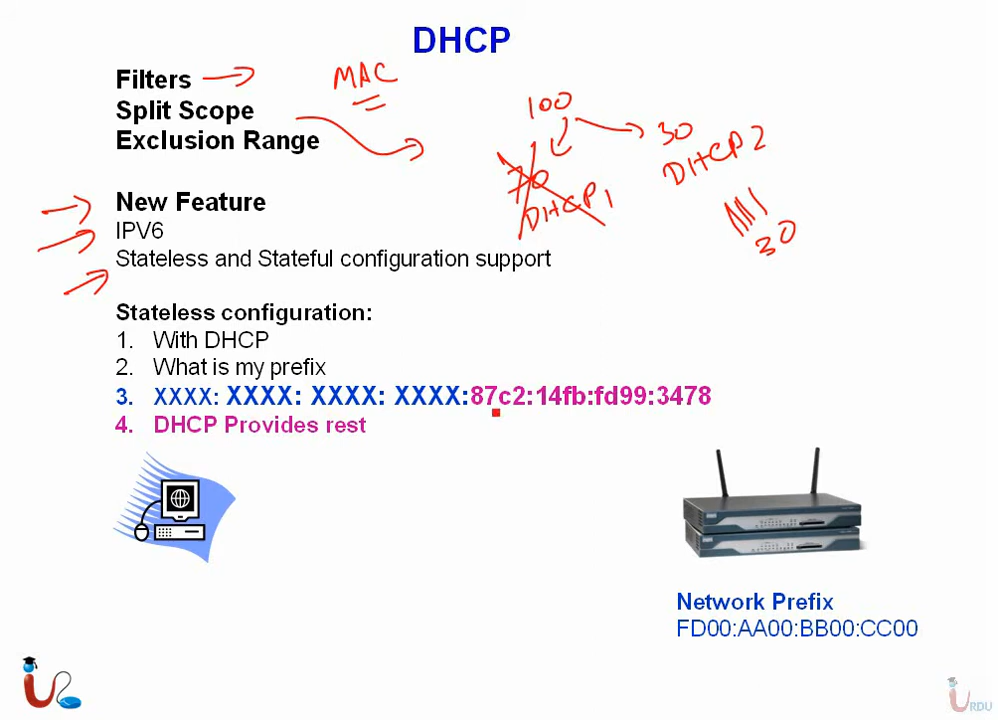 DHCP
Filters
MAC
Split Scope
100
Exclusion Range
30
DHCP2
70
DHCP1
30
New Feature
IPV6
Stateless and Stateful configuration support
Stateless configuration:
1. With DHCP
2. What is my prefix
3. XXXX: XXXX: XXXX: XXXX:87c2:14fb:fd99:3478
4. DHCP Provides rest
Network Prefix
FD00:AA00:BB00:CC00
URDU